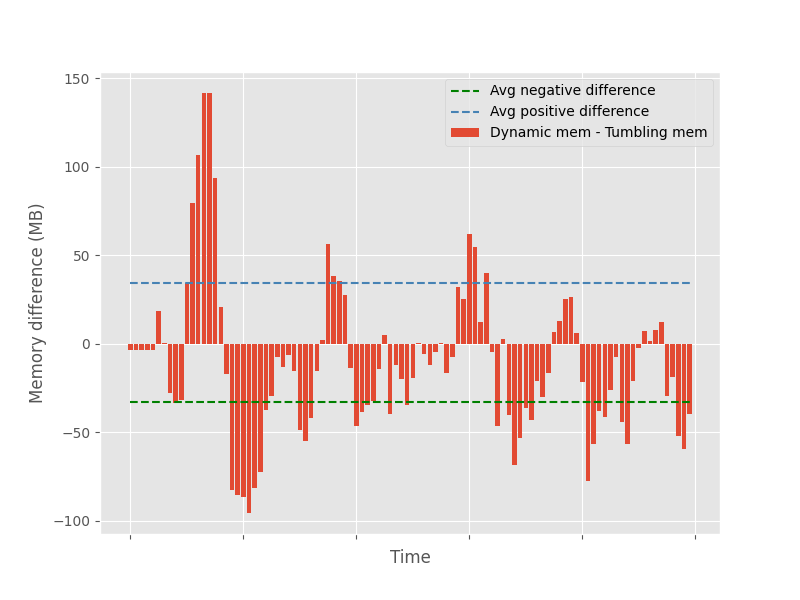 150
100
50
0
−50
−100
Memory difference (MB)
Time
Avg negative difference
Avg positive difference
Dynamic mem - Tumbling mem